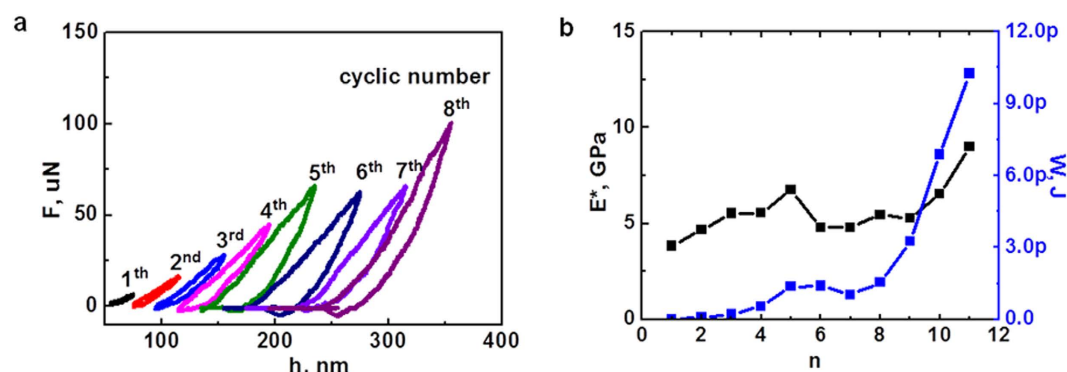 a
150
100
50
0
F, uN
cyclic number
1th
2nd
3rd
4th
5th
6th
7th
8th
100
200
300
400
h, nm
b
15
10
5
0
E*, GPa
12.0p
9.0p
6.0p
3.0p
0.0
W, J
0
2
4
6
8
10
12
n